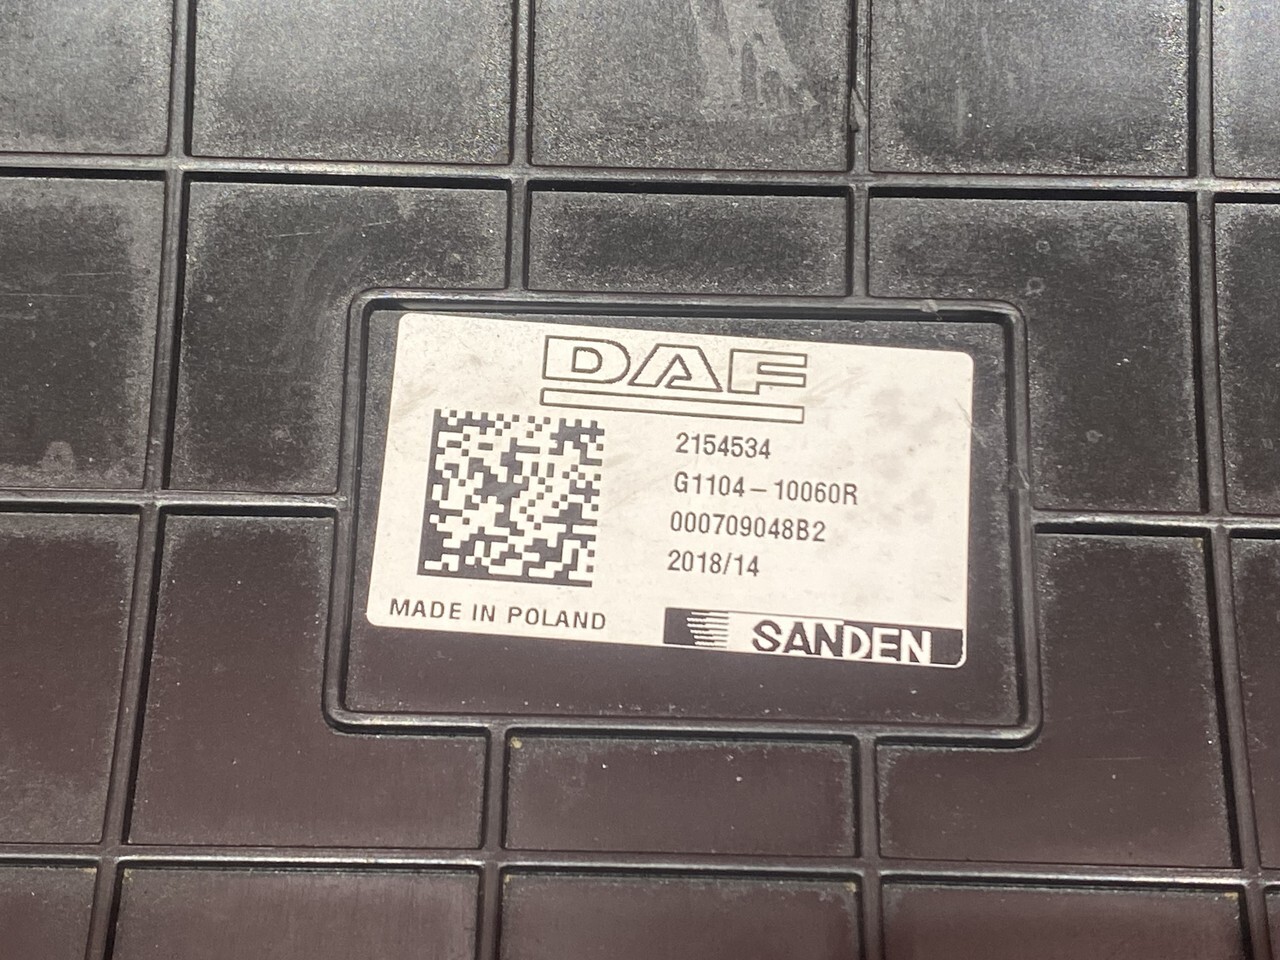 DAF
2154534
G1104-10060R
000709048B2
2018/14
MADE IN POLAND
SANDEN